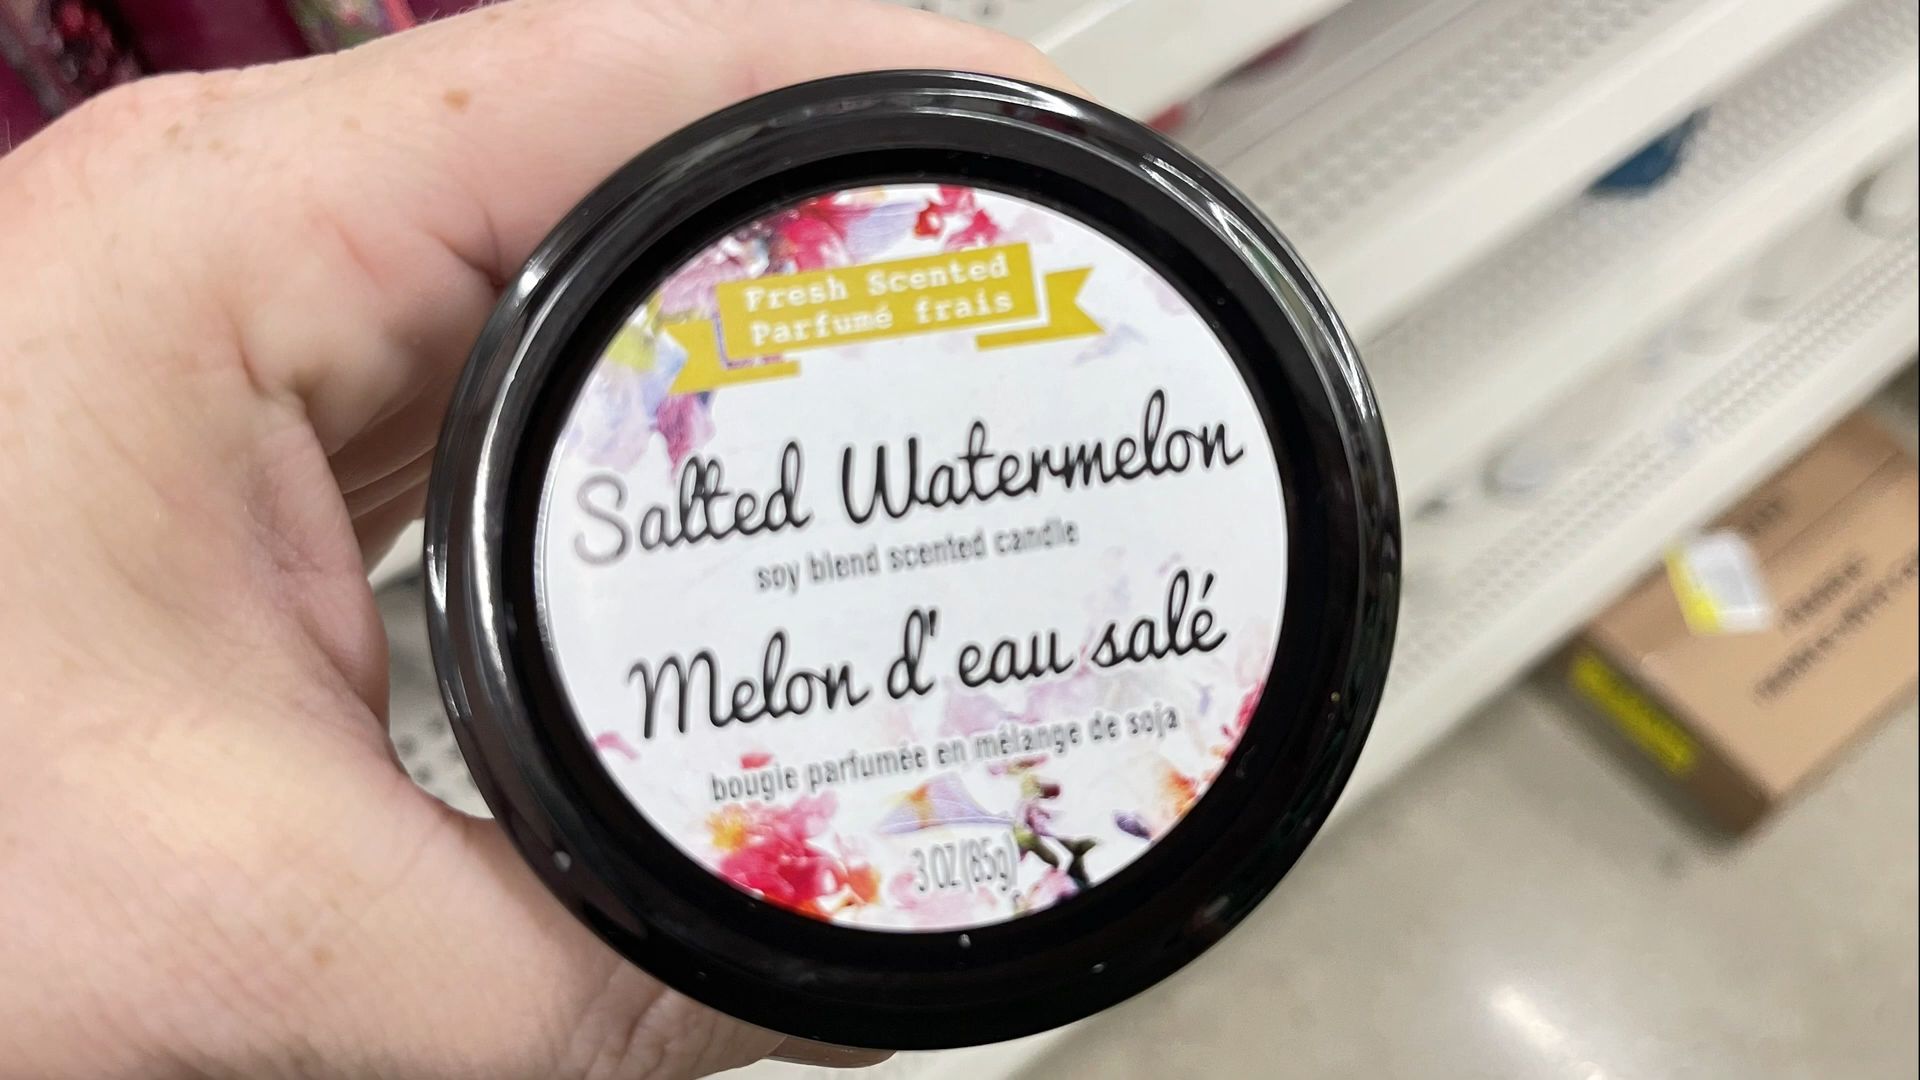 Fresh Scented
Parfumé frais
Salted Watermelon
soy blend scented candle
Melon d'eau salé
bougie parfumée en mélange de soja
3 OZ (85g)